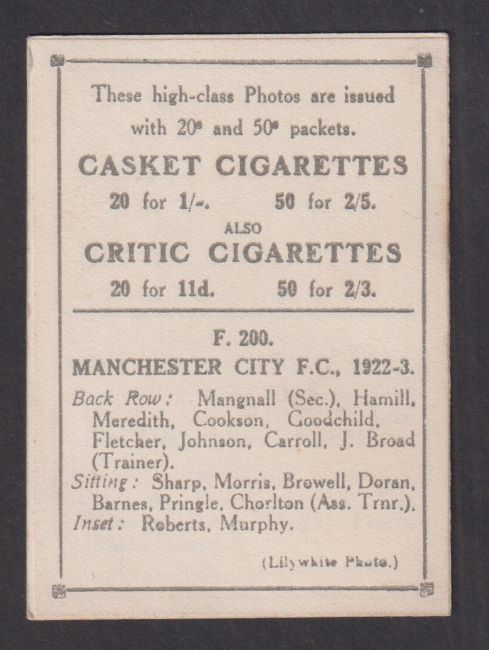 These high-class Photos are issued
with 20s and 50s packets.
CASKET CIGARETTES
20 for 1/-. 50 for 2/5.
ALSO
CRITIC CIGARETTES
20 for 11d. 50 for 2/3.
F. 200.
MANCHESTER CITY F.C., 1922-3.
Back Row: Mangnall (Sec.), Hamill,
Meredith, Cookson, Goodchild,
Fletcher, Johnson, Carroll, J. Broad
(Trainer).
Sitting: Sharp, Morris, Browell, Doran,
Barnes, Pringle, Chorlton (Ass. Trnr.).
Inset: Roberts, Murphy.
(Lilywhite Photo.)